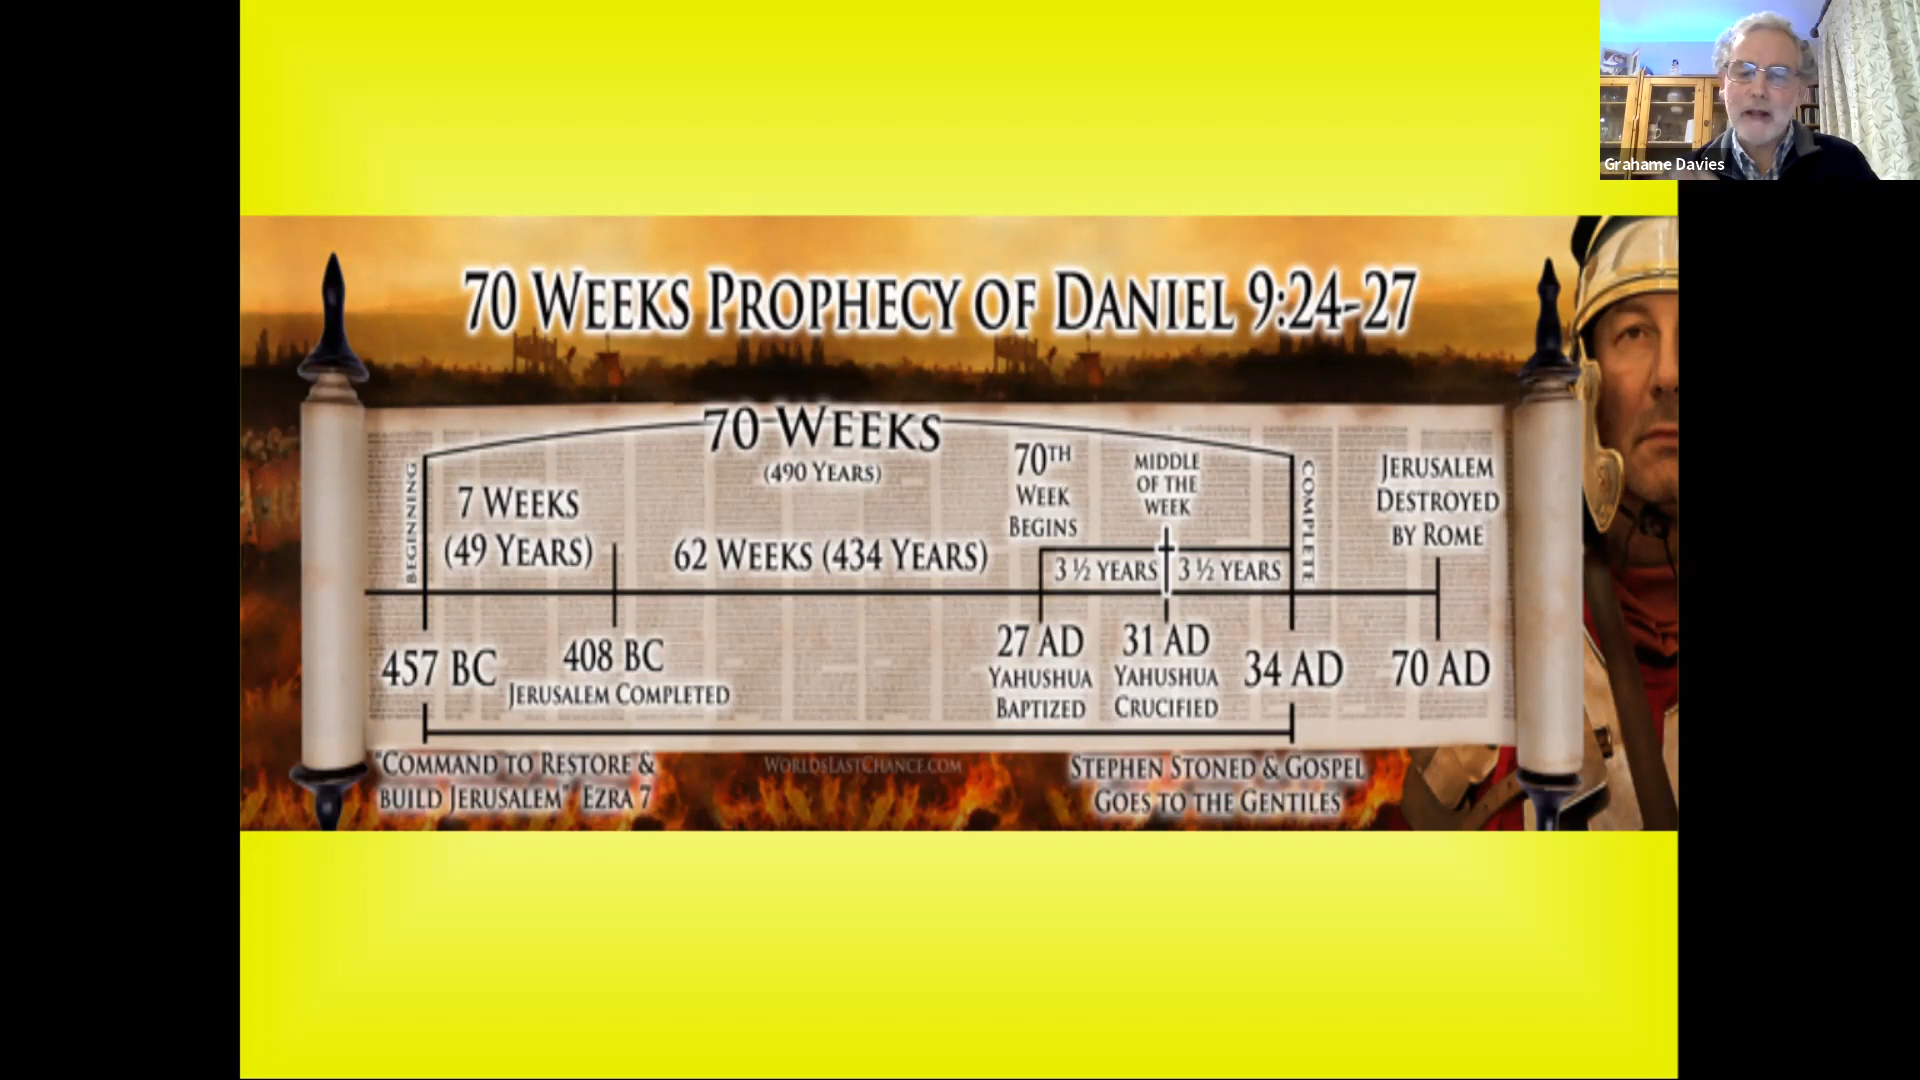 Grahame Davies
70 WEEKS PROPHECY OF DANIEL 9:24-27
70 WEEKS
(490 YEARS)
BEGINNING
7 WEEKS
(49 YEARS)
62 WEEKS (434 YEARS)
70TH
WEEK
BEGINS
MIDDLE
OF THE
WEEK
3 ½ YEARS
3 ½ YEARS
COMPLETE
JERUSALEM
DESTROYED
BY ROME
457 BC
408 BC
JERUSALEM COMPLETED
27 AD
YAHUSHUA
BAPTIZED
31 AD
YAHUSHUA
CRUCIFIED
34 AD
70 AD
"COMMAND TO RESTORE &
BUILD JERUSALEM" EZRA 7
WORLDSLASTCHANCE.COM
STEPHEN STONED & GOSPEL
GOES TO THE GENTILES